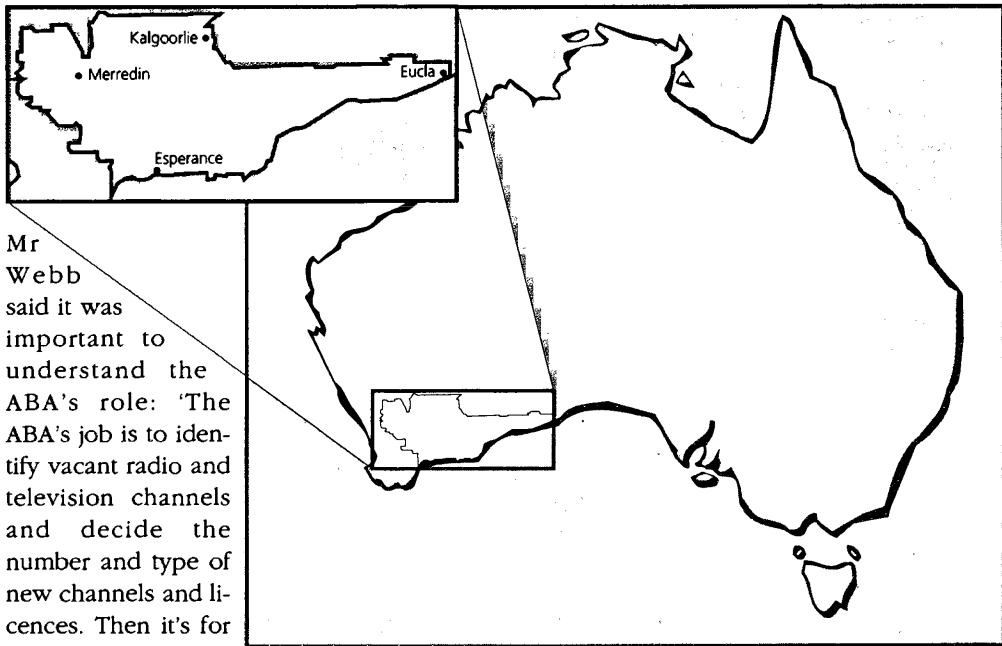 Kalgoorlie
Merredin
Eucla
Esperance
Mr
Webb
said it was
important to
understand the
ABA's role: 'The
ABA's job is to iden-
tify vacant radio and
television channels
and decide the
number and type of
new channels and li-
cences. Then it's for